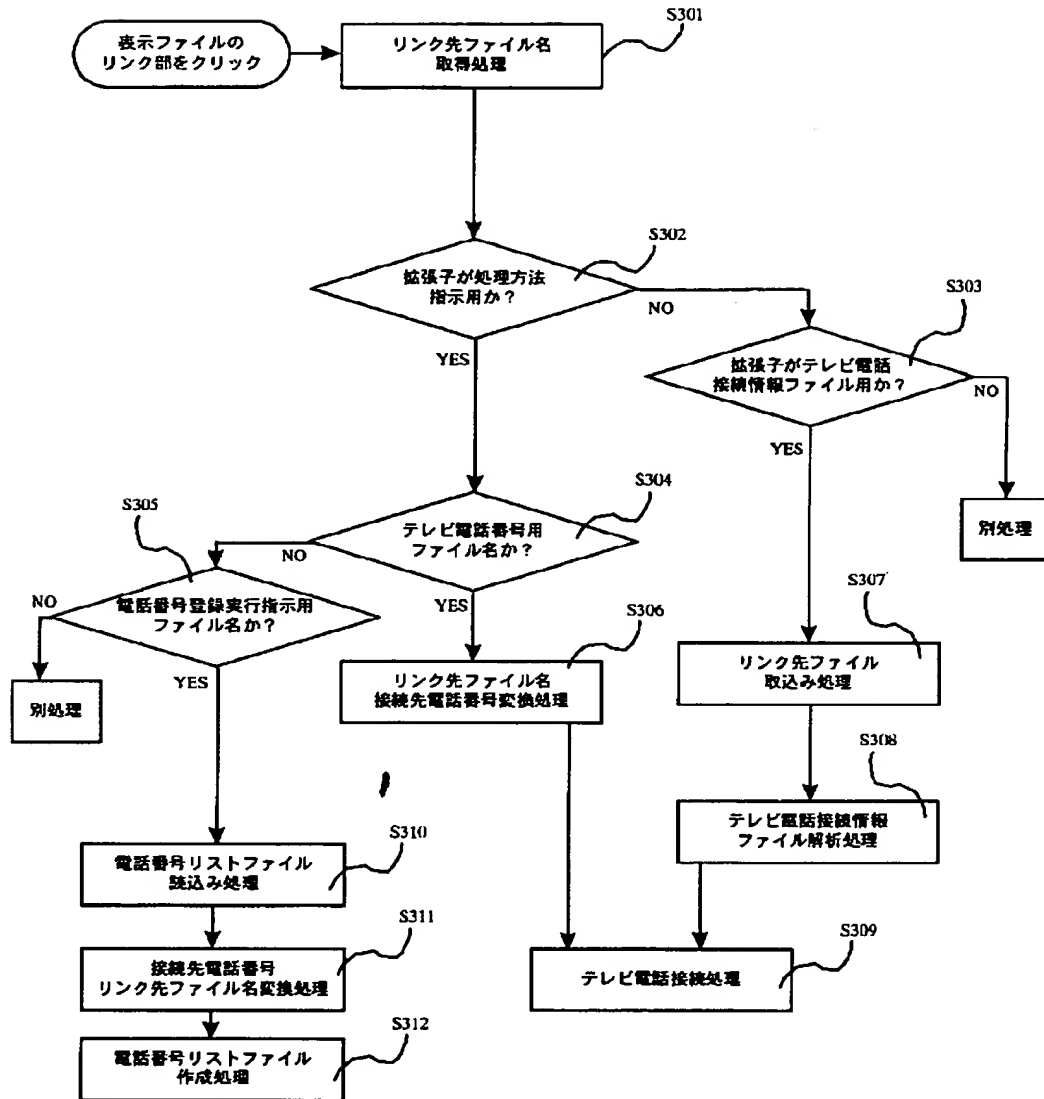 表示ファイルの
リンク部をクリック
リンク先ファイル名
取得処理
S301
拡張子が処理方法
指示用か？
S302
NO
YES
拡張子がテレビ電話
接続情報ファイル用か？
S303
NO
YES
別処理
テレビ電話番号用
ファイル名か？
S304
NO
YES
電話番号登録実行指示用
ファイル名か？
S305
NO
YES
別処理
リンク先ファイル名
接続先電話番号変換処理
S306
リンク先ファイル
取込み処理
S307
テレビ電話接続情報
ファイル解析処理
S308
テレビ電話接続処理
S309
電話番号リストファイル
読込み処理
S310
接続先電話番号
リンク先ファイル名変換処理
S311
電話番号リストファイル
作成処理
S312